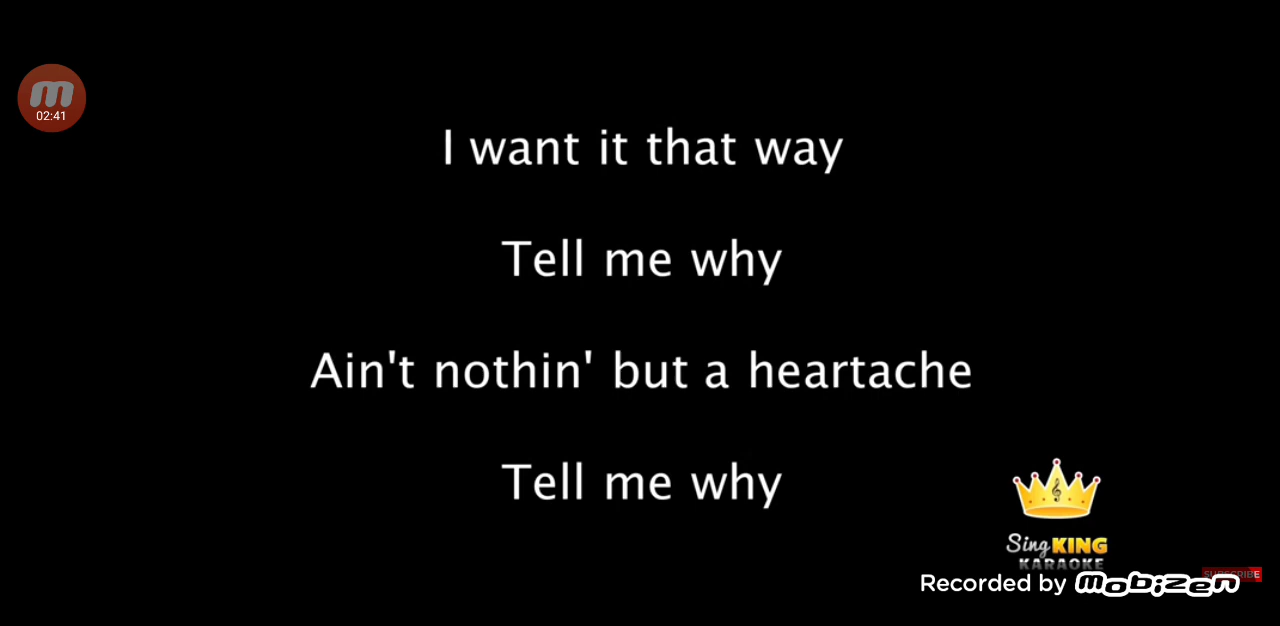 02:41
I want it that way
Tell me why
Ain't nothin' but a heartache
Tell me why
Sing KING
KARAOKE
SUBSCRIBE
Recorded by mobizen